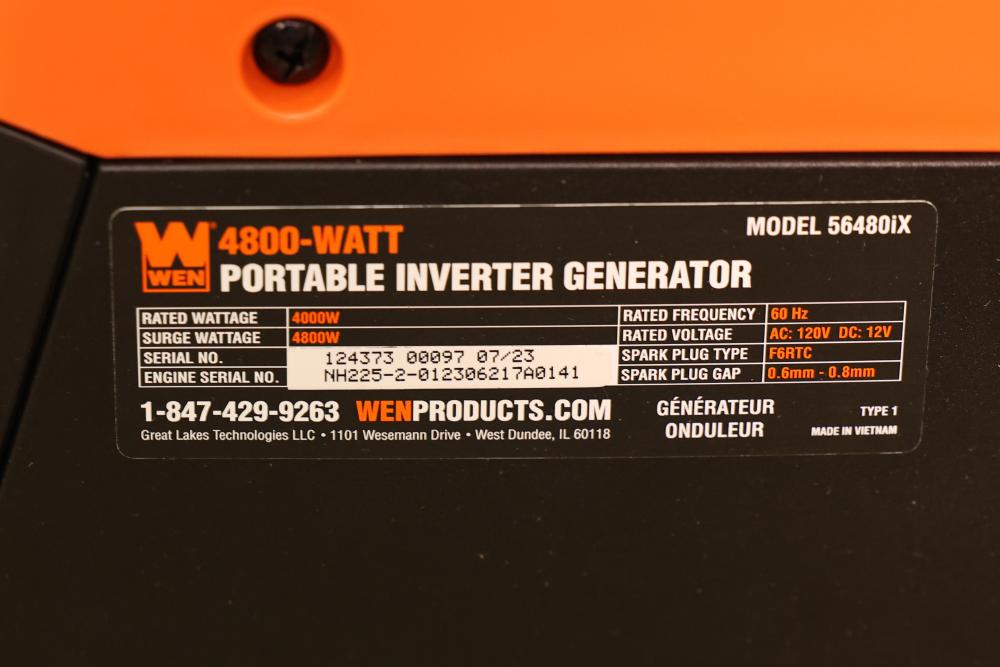 WEN® 4800-WATT
MODEL 56480iX
PORTABLE INVERTER GENERATOR
RATED WATTAGE 4000W
SURGE WATTAGE 4800W
SERIAL NO. 124373 00097 07/23
ENGINE SERIAL NO. NH225-2-012306217A0141
RATED FREQUENCY 60 Hz
RATED VOLTAGE AC: 120V DC: 12V
SPARK PLUG TYPE F6RTC
SPARK PLUG GAP 0.6mm - 0.8mm
1-847-429-9263 WENPRODUCTS.COM
Great Lakes Technologies LLC • 1101 Wesemann Drive • West Dundee, IL 60118
GÉNÉRATEUR
ONDULEUR
TYPE 1
MADE IN VIETNAM